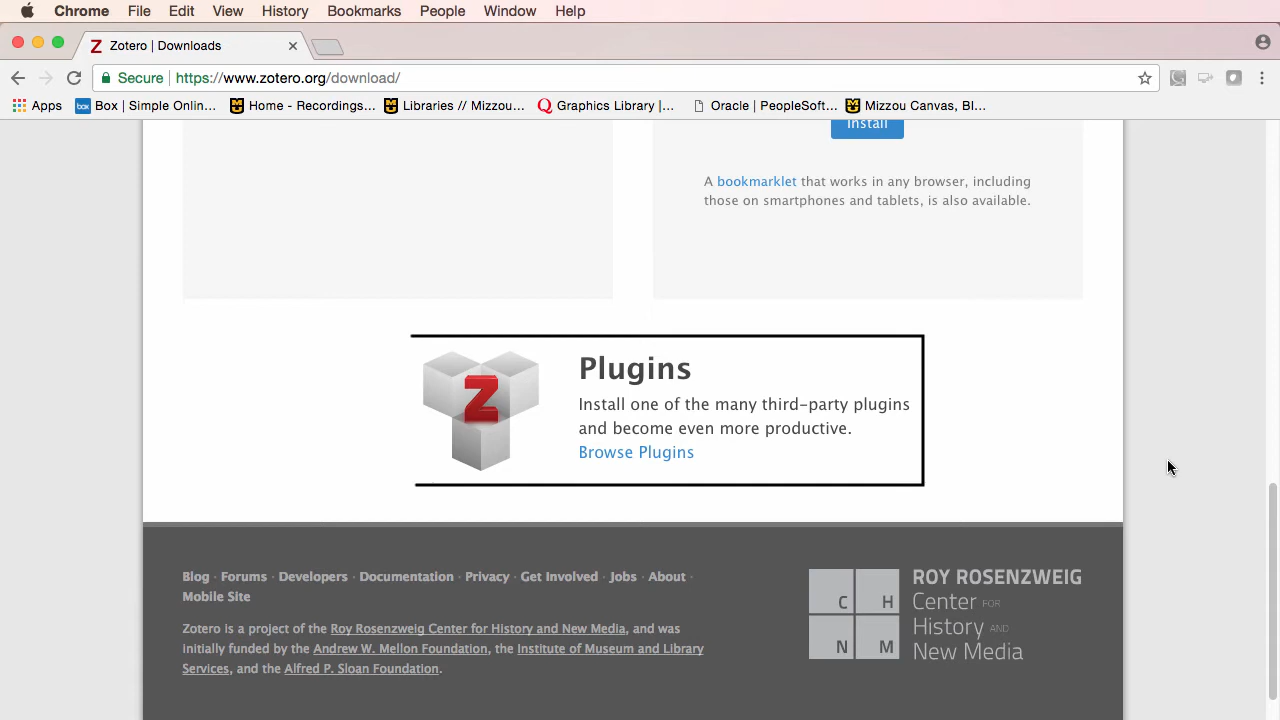 Chrome File Edit View History Bookmarks People Window Help
Zotero | Downloads
Secure https://www.zotero.org/download/
Apps Box | Simple Onlin... Home - Recordings... Libraries // Mizzou... Graphics Library |... Oracle | PeopleSoft... Mizzou Canvas, Bl...
Install
A bookmarklet that works in any browser, including
those on smartphones and tablets, is also available.
Plugins
Install one of the many third-party plugins
and become even more productive.
Browse Plugins
Blog · Forums · Developers · Documentation · Privacy · Get Involved · Jobs · About ·
Mobile Site
Zotero is a project of the Roy Rosenzweig Center for History and New Media, and was
initially funded by the Andrew W. Mellon Foundation, the Institute of Museum and Library
Services, and the Alfred P. Sloan Foundation.
C H
N M
ROY ROSENZWEIG
Center FOR
History AND
New Media